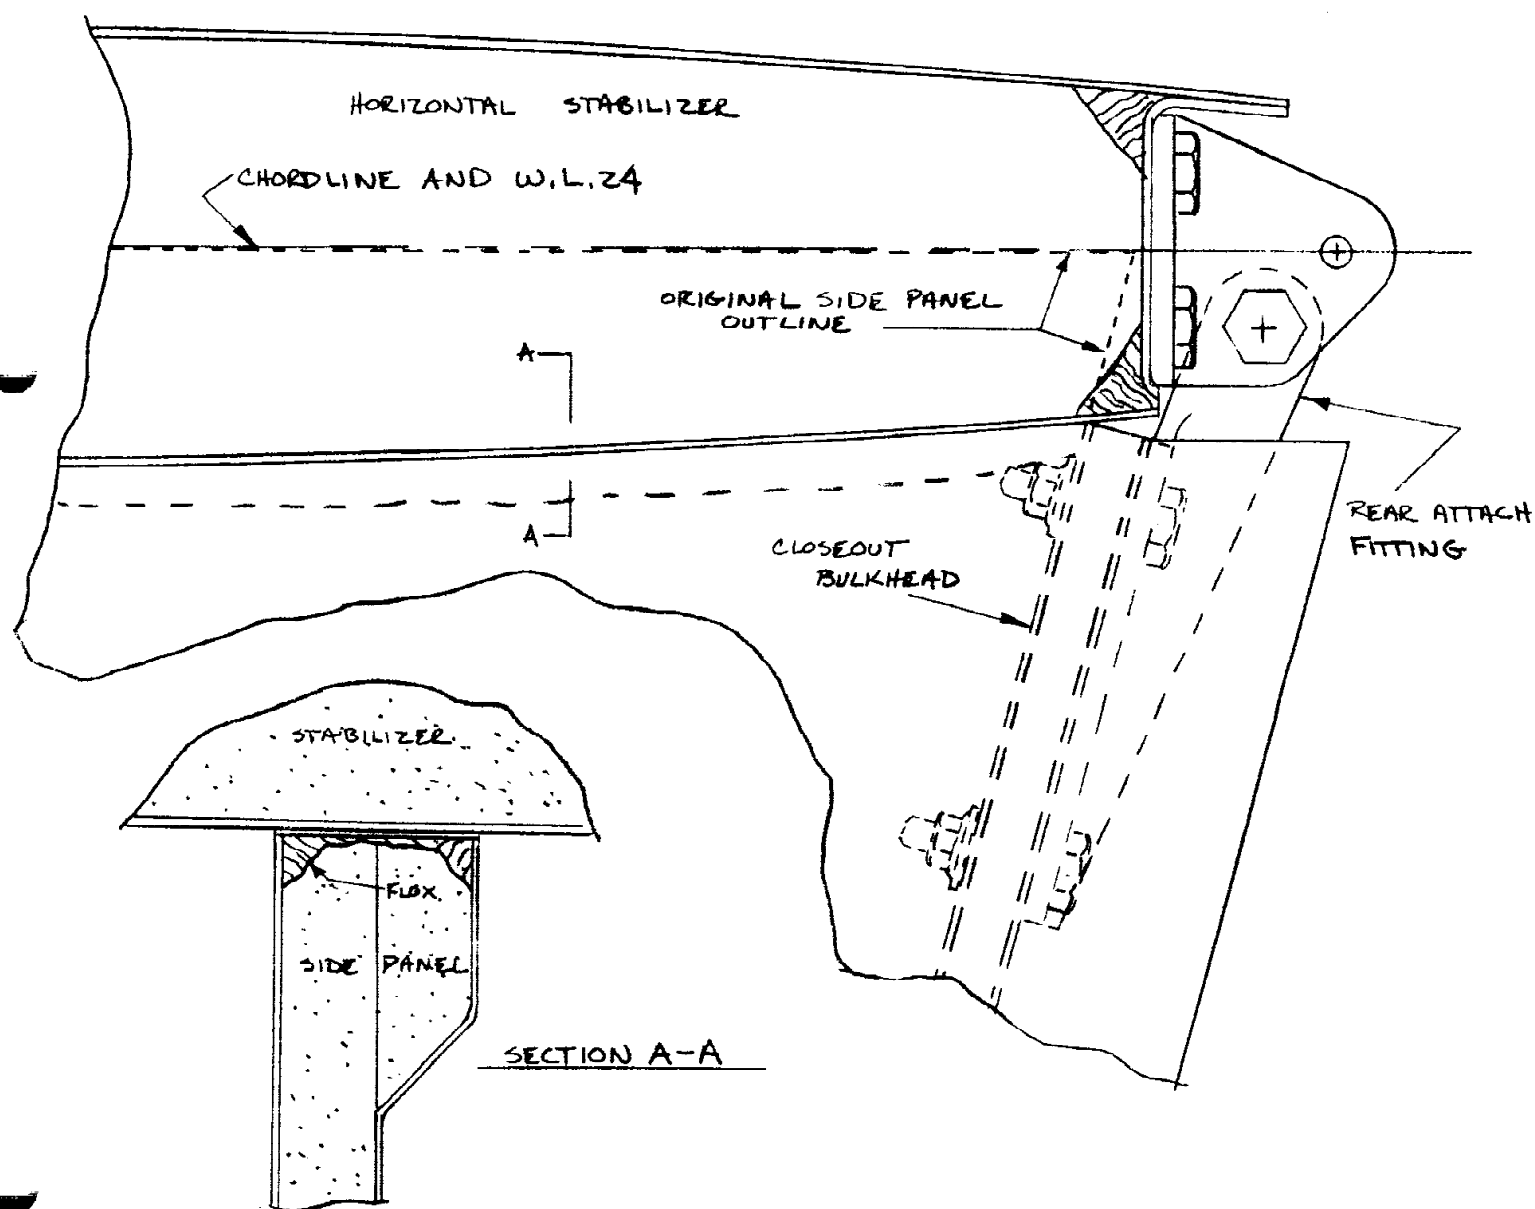 HORIZONTAL STABILIZER
CHORDLINE AND W.L.24
ORIGINAL SIDE PANEL
OUTLINE
A
A
REAR ATTACH
FITTING
CLOSEOUT
BULKHEAD
STABILIZER
FLOX
SIDE PANEL
SECTION A-A